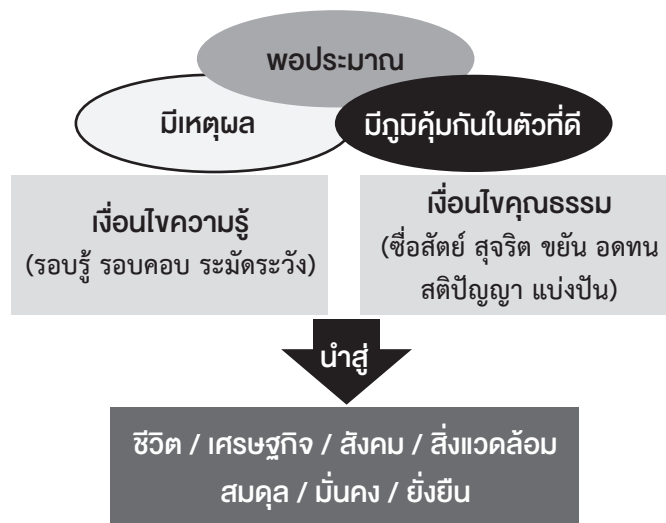 พอประมาณ
มีเหตุผล
มีภูมิคุ้มกันในตัวที่ดี
เงื่อนไขความรู้
(รอบรู้ รอบคอบ ระมัดระวัง)
เงื่อนไขคุณธรรม
(ซื่อสัตย์ สุจริต ขยัน อดทน
สติปัญญา แบ่งปัน)
นำสู่
ชีวิต / เศรษฐกิจ / สังคม / สิ่งแวดล้อม
สมดุล / มั่นคง / ยั่งยืน